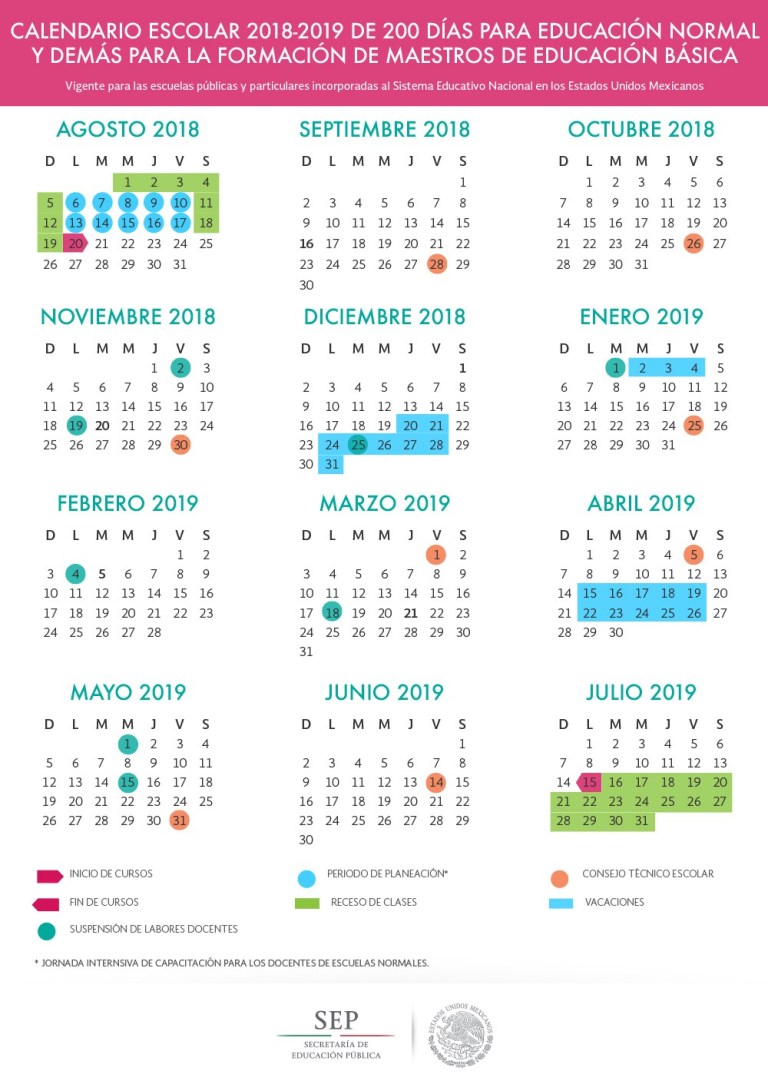 CALENDARIO ESCOLAR 2018-2019 DE 200 DÍAS PARA EDUCACIÓN NORMAL
Y DEMÁS PARA LA FORMACIÓN DE MAESTROS DE EDUCACIÓN BÁSICA
Vigente para las escuelas públicas y particulares incorporadas al Sistema Educativo Nacional en los Estados Unidos Mexicanos
AGOSTO 2018
D L M M J V S
1 2 3 4
5 6 7 8 9 10 11
12 13 14 15 16 17 18
19 20 21 22 23 24 25
26 27 28 29 30 31
SEPTIEMBRE 2018
D L M M J V S
1
2 3 4 5 6 7 8
9 10 11 12 13 14 15
16 17 18 19 20 21 22
23 24 25 26 27 28 29
30
OCTUBRE 2018
D L M M J V S
1 2 3 4 5 6
7 8 9 10 11 12 13
14 15 16 17 18 19 20
21 22 23 24 25 26 27
28 29 30 31
NOVIEMBRE 2018
D L M M J V S
1 2 3
4 5 6 7 8 9 10
11 12 13 14 15 16 17
18 19 20 21 22 23 24
25 26 27 28 29 30
DICIEMBRE 2018
D L M M J V S
1
2 3 4 5 6 7 8
9 10 11 12 13 14 15
16 17 18 19 20 21 22
23 24 25 26 27 28 29
30 31
ENERO 2019
D L M M J V S
1 2 3 4 5
6 7 8 9 10 11 12
13 14 15 16 17 18 19
20 21 22 23 24 25 26
27 28 29 30 31
FEBRERO 2019
D L M M J V S
1 2
3 4 5 6 7 8 9
10 11 12 13 14 15 16
17 18 19 20 21 22 23
24 25 26 27 28
MARZO 2019
D L M M J V S
1 2
3 4 5 6 7 8 9
10 11 12 13 14 15 16
17 18 19 20 21 22 23
24 25 26 27 28 29 30
31
ABRIL 2019
D L M M J V S
1 2 3 4 5 6
7 8 9 10 11 12 13
14 15 16 17 18 19 20
21 22 23 24 25 26 27
28 29 30
MAYO 2019
D L M M J V S
1 2 3 4
5 6 7 8 9 10 11
12 13 14 15 16 17 18
19 20 21 22 23 24 25
26 27 28 29 30 31
JUNIO 2019
D L M M J V S
1
2 3 4 5 6 7 8
9 10 11 12 13 14 15
16 17 18 19 20 21 22
23 24 25 26 27 28 29
30
JULIO 2019
D L M M J V S
1 2 3 4 5 6
7 8 9 10 11 12 13
14 15 16 17 18 19 20
21 22 23 24 25 26 27
28 29 30 31
INICIO DE CURSOS
FIN DE CURSOS
SUSPENSIÓN DE LABORES DOCENTES
PERIODO DE PLANEACIÓN*
RECESO DE CLASES
CONSEJO TÉCNICO ESCOLAR
VACACIONES
* JORNADA INTERNSIVA DE CAPACITACIÓN PARA LOS DOCENTES DE ESCUELAS NORMALES.
SEP
SECRETARÍA DE
EDUCACIÓN PÚBLICA
ESTADOS UNIDOS MEXICANOS